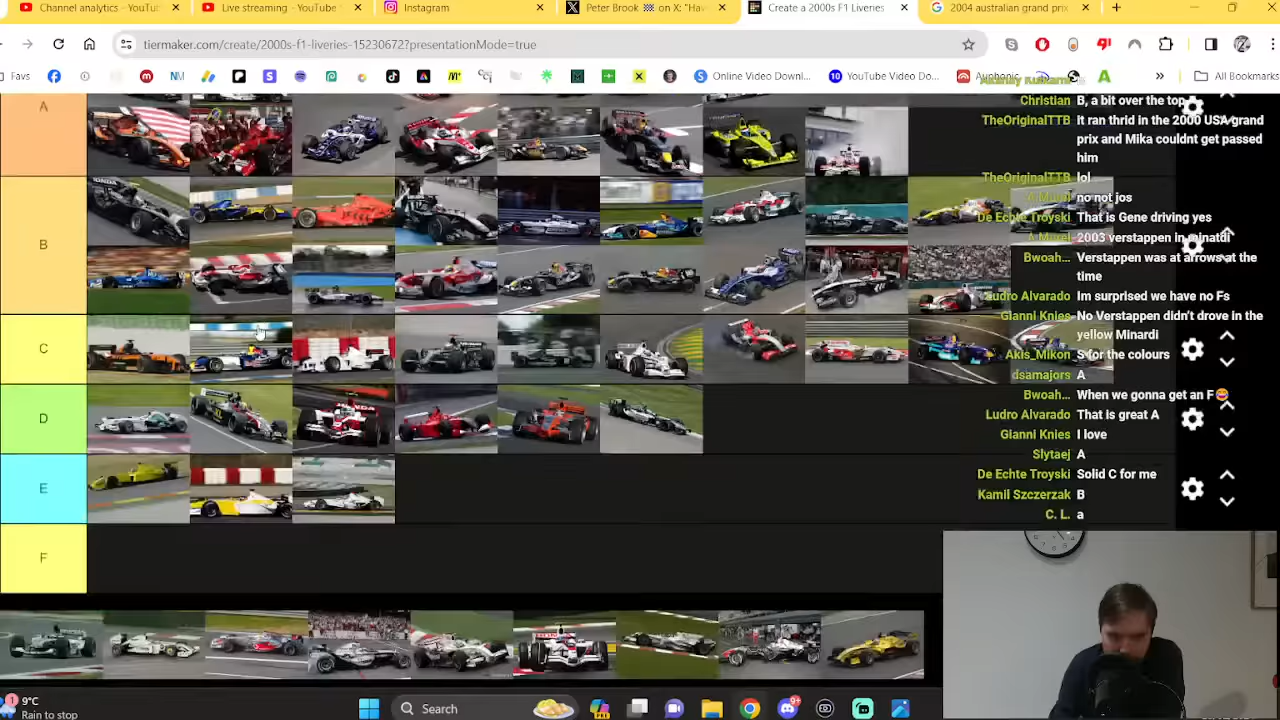 Channel analytics - YouTu
Live streaming - YouTube
Instagram
Peter Brook 🏁 on X: "Hav
Create a 2000s F1 Liveries
2004 australian grand prix
tiermaker.com/create/2000s-f1-liveries-15230672?presentationMode=true
Favs
Online Video Downl...
YouTube Video Do...
Auphonic
All Bookmarks
A
B
C
D
E
F
Christian B, a bit over the top
TheOriginalTTB It ran thrid in the 2000 USA grand
prix and Mika couldnt get passed
him
TheOriginalTTB lol
no not jos
De Echte Troyski That is Gene driving yes
2003 verstappen in minatdi
Bwoah... Verstappen was at arrows at the
time
Ludro Alvarado Im surprised we have no Fs
Gianni Knies No Verstappen didn't drove in the
yellow Minardi
Akis_Mikon S for the colours
dsamajors A
Bwoah... When we gonna get an F😅
Ludro Alvarado That is great A
Gianni Knies I love
Slytaej A
De Echte Troyski Solid C for me
Kamil Szczerzak B
C. L. a
9°C
Rain to stop
Search